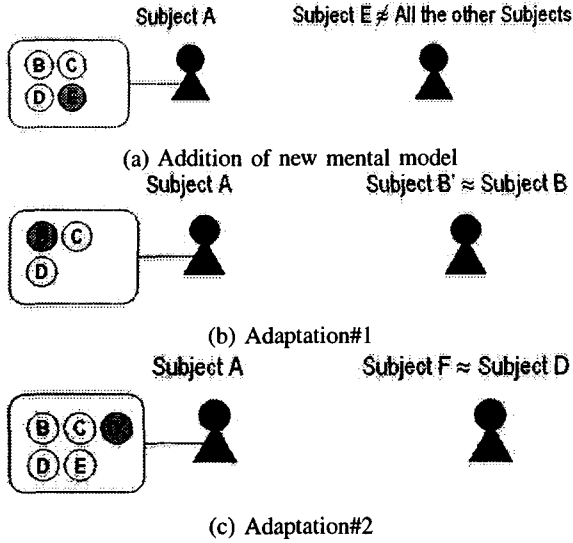 Subject A
Subject E ≉ All the other Subjects
B C
D E
(a) Addition of new mental model
Subject A
Subject B' ≈ Subject B
C
D
(b) Adaptation#1
Subject A
Subject F ≈ Subject D
B C
D E
(c) Adaptation#2